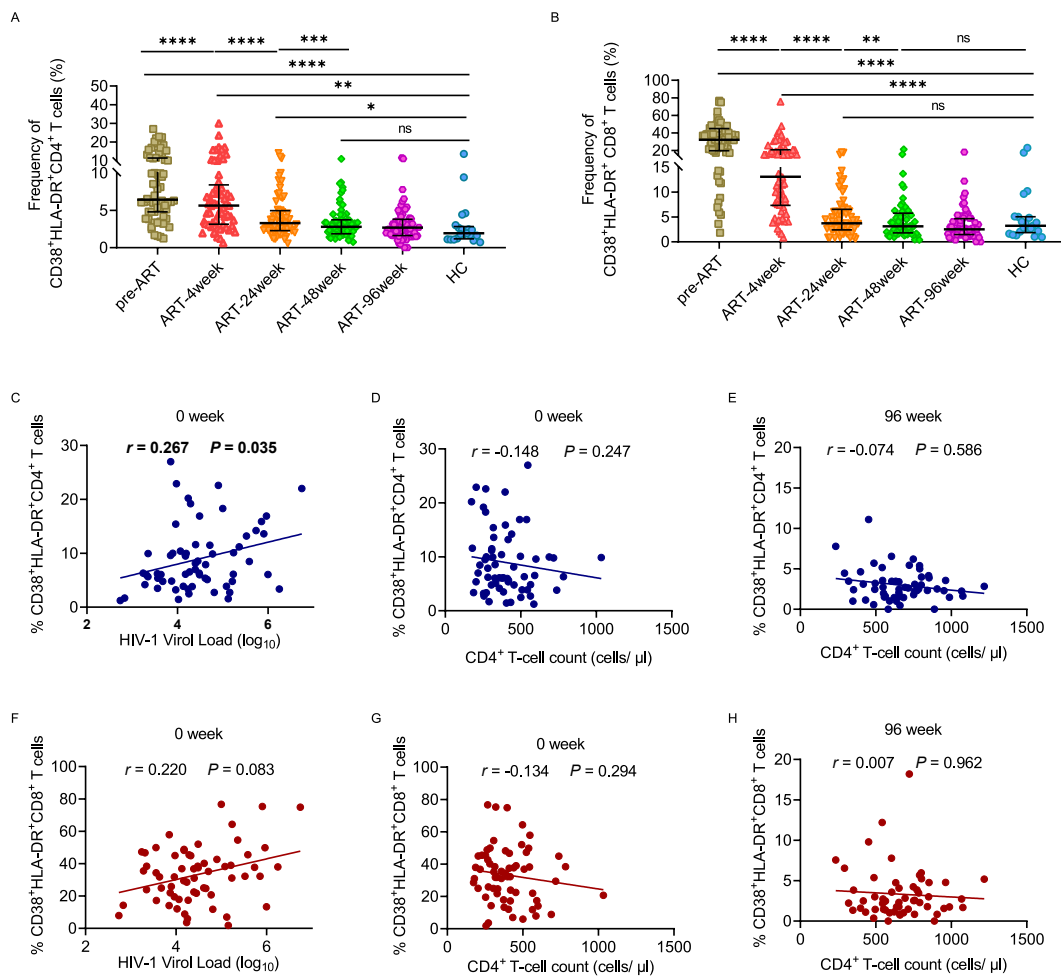 A
**** **** ***
****
**
*
ns
Frequency of
CD38+HLA-DR+CD4+ T cells (%)
50
40
30
20
10
10
5
0
pre-ART
ART-4week
ART-24week
ART-48week
ART-96week
HC
B
**** **** ** ns
****
****
ns
Frequency of
CD38+HLA-DR+ CD8+ T cells (%)
100
80
60
40
20
15
10
5
0
pre-ART
ART-4week
ART-24week
ART-48week
ART-96week
HC
C
0 week
r = 0.267 P = 0.035
% CD38+HLA-DR+CD4+ T cells
30
20
10
0
2 4 6
HIV-1 Virol Load (log10)
D
0 week
r = -0.148 P = 0.247
% CD38+HLA-DR+CD4+ T cells
30
20
10
0
0 500 1000 1500
CD4+ T-cell count (cells/ µl)
E
96 week
r = -0.074 P = 0.586
% CD38+HLA-DR+CD4+ T cells
20
15
10
5
0
0 500 1000 1500
CD4+ T-cell count (cells/ µl)
F
0 week
r = 0.220 P = 0.083
% CD38+HLA-DR+CD8+ T cells
100
80
60
40
20
0
2 4 6
HIV-1 Virol Load (log10)
G
0 week
r = -0.134 P = 0.294
% CD38+HLA-DR+CD8+ T cells
100
80
60
40
20
0
0 500 1000 1500
CD4+ T-cell count (cells/ µl)
H
96 week
r = 0.007 P = 0.962
% CD38+HLA-DR+CD8+ T cells
20
15
10
5
0
0 500 1000 1500
CD4+ T-cell count (cells/ µl)